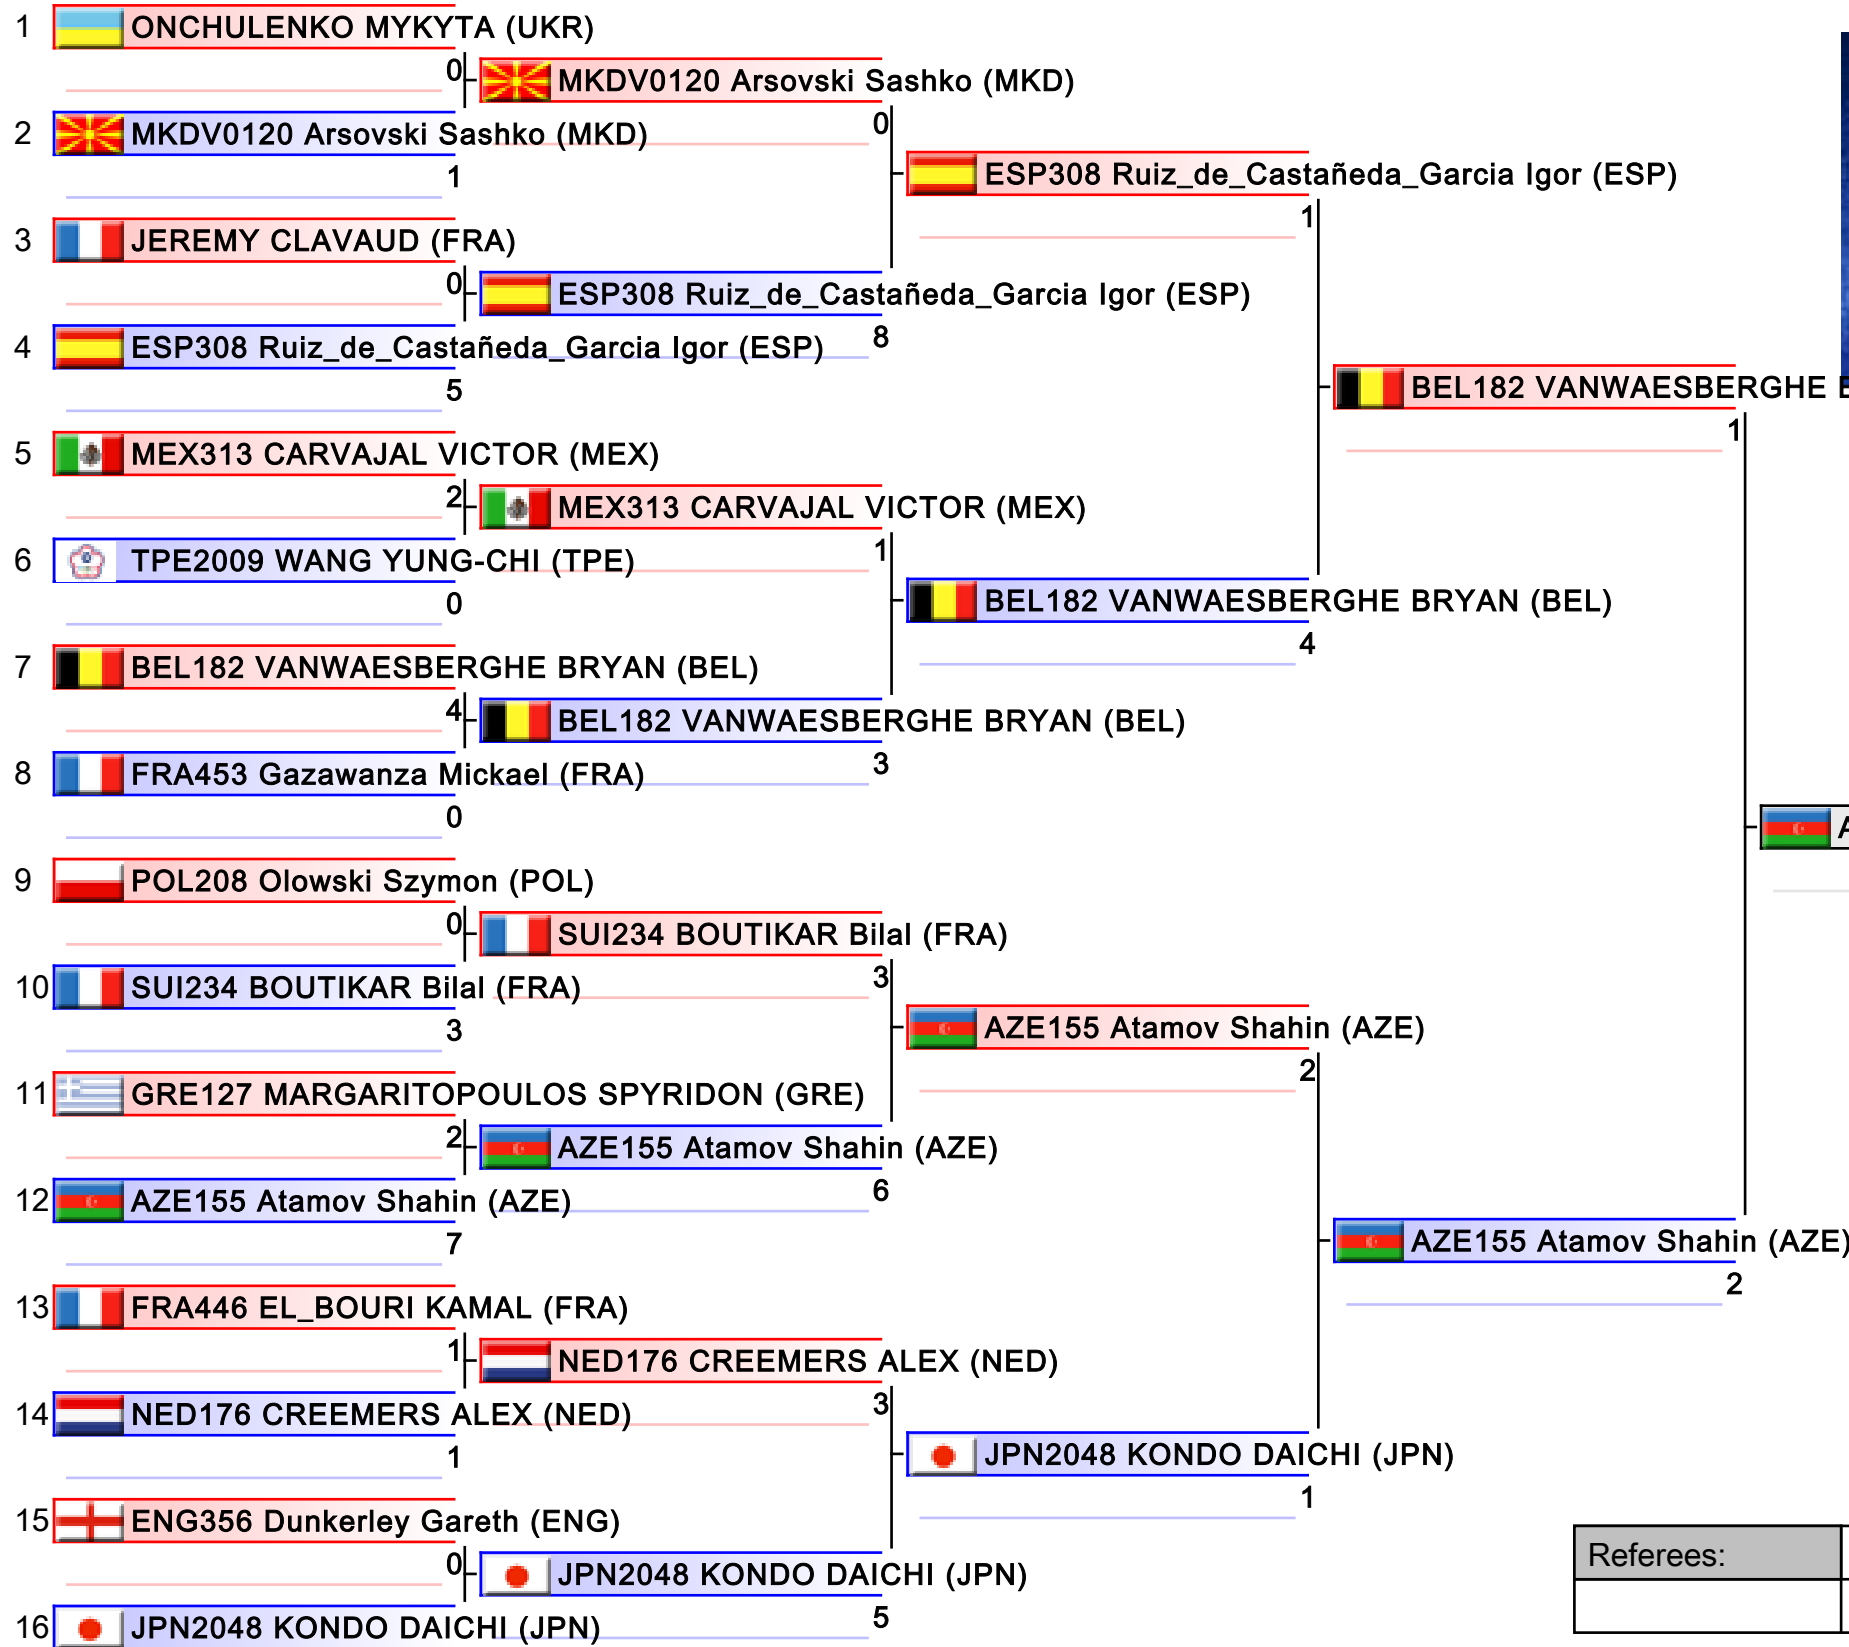 1 ONCHULENKO MYKYTA (UKR)
0 MKDV0120 Arsovski Sashko (MKD)
2 MKDV0120 Arsovski Sashko (MKD)
0
1
ESP308 Ruiz_de_Castañeda_Garcia Igor (ESP)
1
3 JEREMY CLAVAUD (FRA)
0 ESP308 Ruiz_de_Castañeda_Garcia Igor (ESP)
8
4 ESP308 Ruiz_de_Castañeda_Garcia Igor (ESP)
5
BEL182 VANWAESBERGHE
1
5 MEX313 CARVAJAL VICTOR (MEX)
2 MEX313 CARVAJAL VICTOR (MEX)
1
6 TPE2009 WANG YUNG-CHI (TPE)
0
BEL182 VANWAESBERGHE BRYAN (BEL)
4
7 BEL182 VANWAESBERGHE BRYAN (BEL)
4 BEL182 VANWAESBERGHE BRYAN (BEL)
3
8 FRA453 Gazawanza Mickael (FRA)
0
9 POL208 Olowski Szymon (POL)
0 SUI234 BOUTIKAR Bilal (FRA)
3
10 SUI234 BOUTIKAR Bilal (FRA)
3
AZE155 Atamov Shahin (AZE)
2
11 GRE127 MARGARITOPOULOS SPYRIDON (GRE)
2 AZE155 Atamov Shahin (AZE)
6
12 AZE155 Atamov Shahin (AZE)
7
AZE155 Atamov Shahin (AZE)
2
13 FRA446 EL_BOURI KAMAL (FRA)
1 NED176 CREEMERS ALEX (NED)
3
14 NED176 CREEMERS ALEX (NED)
1
JPN2048 KONDO DAICHI (JPN)
1
15 ENG356 Dunkerley Gareth (ENG)
0 JPN2048 KONDO DAICHI (JPN)
5
16 JPN2048 KONDO DAICHI (JPN)
Referees: